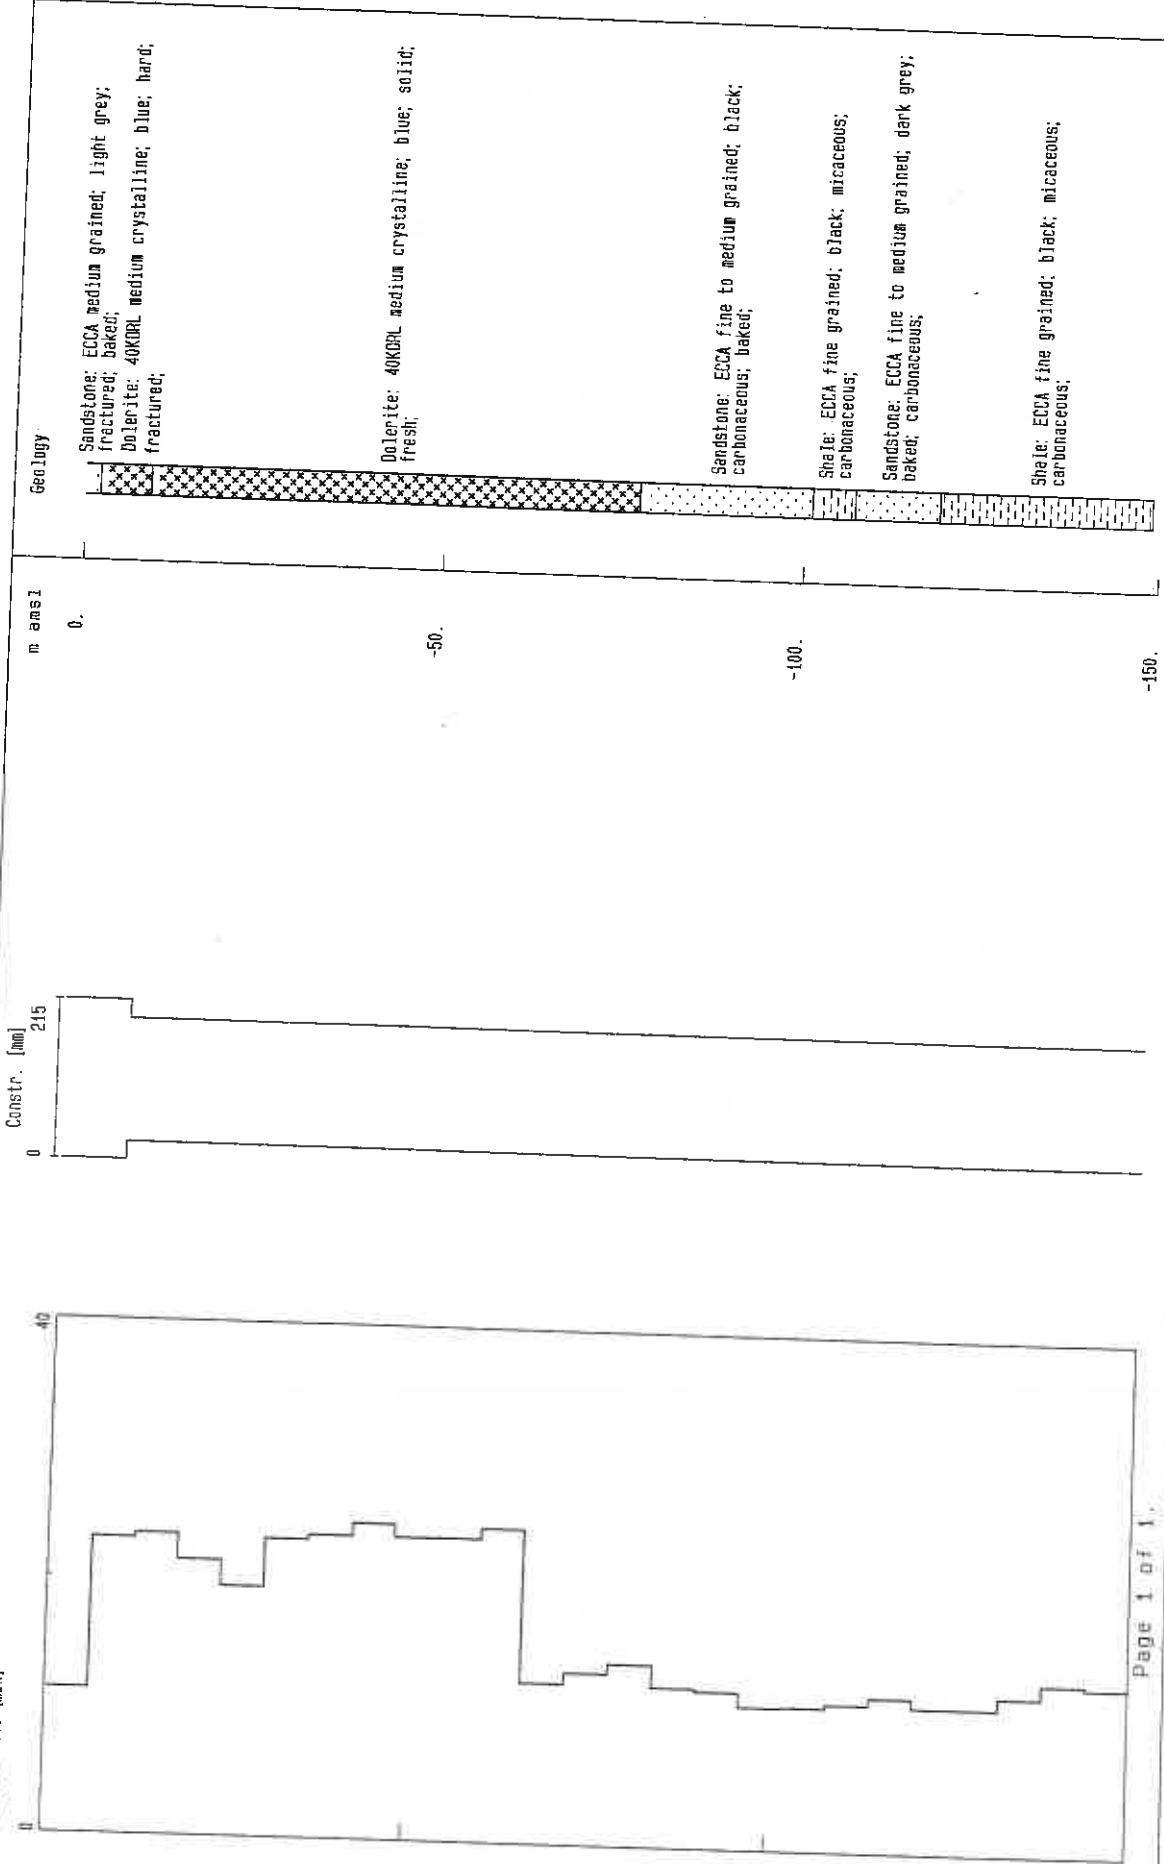 Geology
Sandstone: ECCA medium grained; light grey;
fractured; baked;
Dolerite: 40KDRL medium crystalline; blue; hard;
fractured;
Dolerite: 40KDRL medium crystalline; blue; solid;
fresh;
Sandstone: ECCA fine to medium grained; black;
carbonaceous; baked;
Shale: ECCA fine grained; black; micaceous;
carbonaceous;
Sandstone: ECCA fine to medium grained; dark grey;
baked; carbonaceous;
Shale: ECCA fine grained; black; micaceous;
carbonaceous;
m amsl
0.
-50.
-100.
-150.
Constr. [mm]
0 215
40
0
Page 1 of 1.